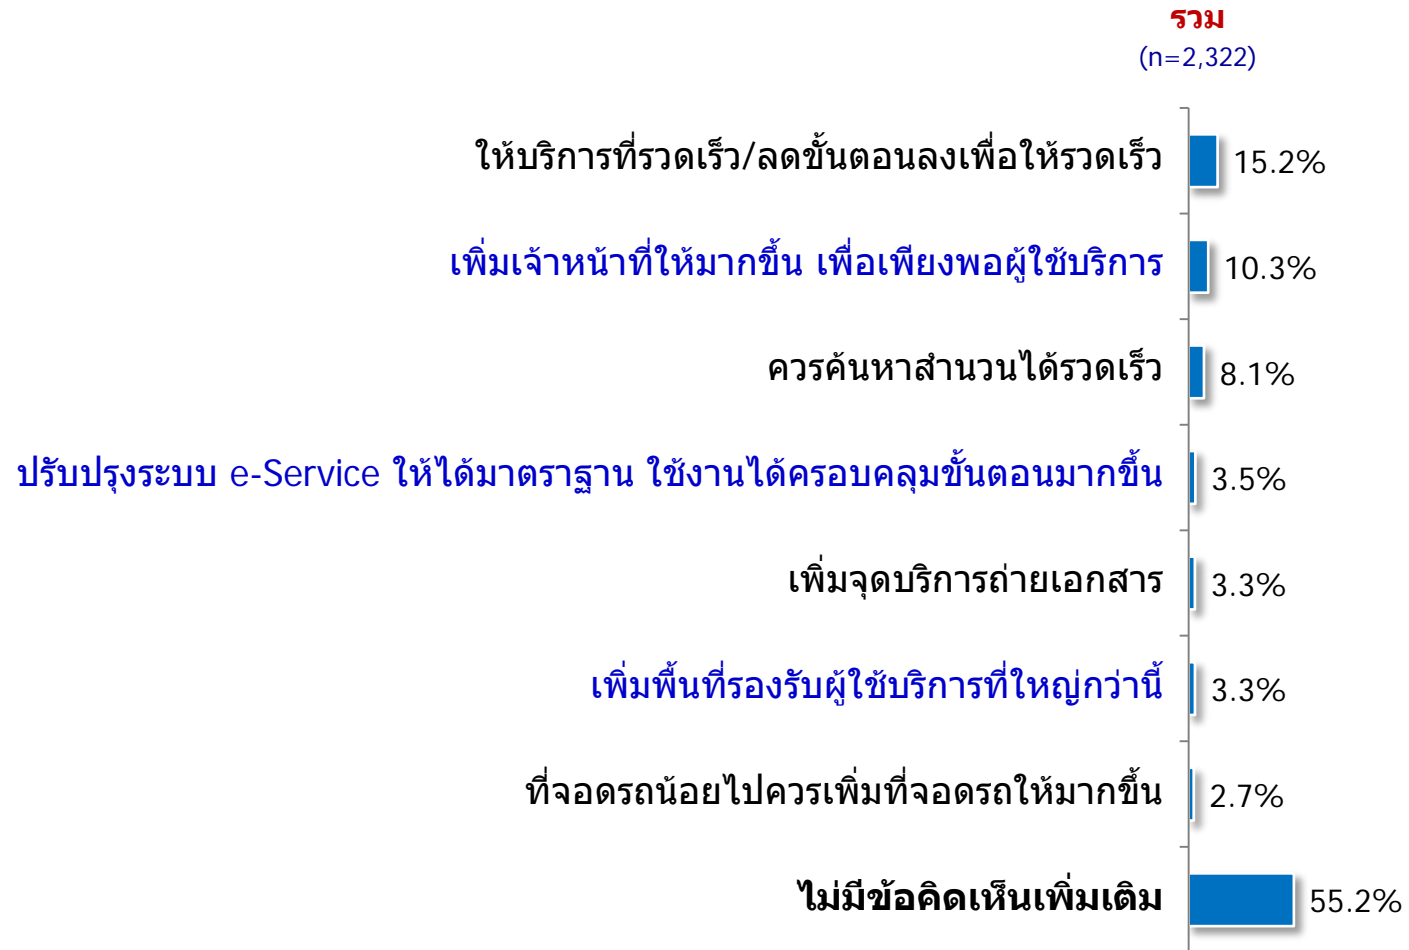 รวม
(n=2,322)
ให้บริการที่รวดเร็ว/ลดขั้นตอนลงเพื่อให้รวดเร็ว 15.2%
เพิ่มเจ้าหน้าที่ให้มากขึ้น เพื่อเพียงพอผู้ใช้บริการ 10.3%
ควรค้นหาสำนวนได้รวดเร็ว 8.1%
ปรับปรุงระบบ e-Service ให้ได้มาตราฐาน ใช้งานได้ครอบคลุมขั้นตอนมากขึ้น 3.5%
เพิ่มจุดบริการถ่ายเอกสาร 3.3%
เพิ่มพื้นที่รองรับผู้ใช้บริการที่ใหญ่กว่านี้ 3.3%
ที่จอดรถน้อยไปควรเพิ่มที่จอดรถให้มากขึ้น 2.7%
ไม่มีข้อคิดเห็นเพิ่มเติม 55.2%